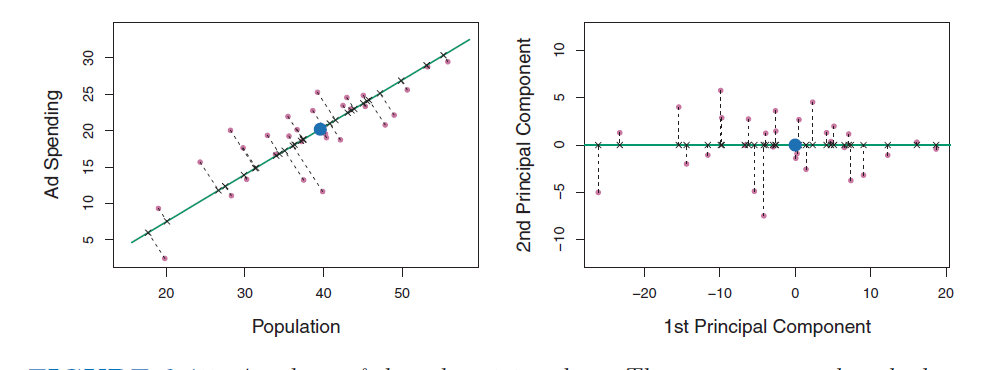 Ad Spending
5 10 15 20 25 30
20 30 40 50
Population
2nd Principal Component
−10 −5 0 5 10
−20 −10 0 10 20
1st Principal Component